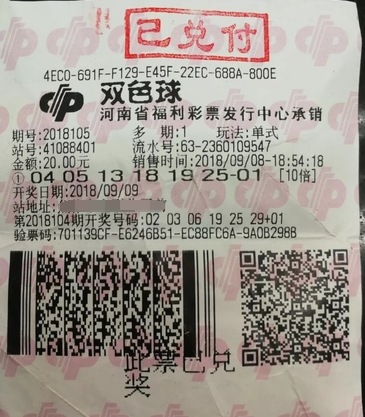 已兑付
4EC0-691F-F129-E45F-22EC-688A-800E
双色球
河南省福利彩票发行中心承销
期号:2018105 多期:1 玩法:单式
站号:41088401 流水号:63-2360109547
金额:20.00元 销售时间:2018/09/08-18:54:18
① 04 05 13 18 19 25-01 [10倍]
开奖日期:2018/09/09
站地址:
第2018104期开奖号码:02 03 06 19 25 29+01
验票码:701139CF-E6246B51-EC88FC6A-9A0B298B
此票已兑
奖